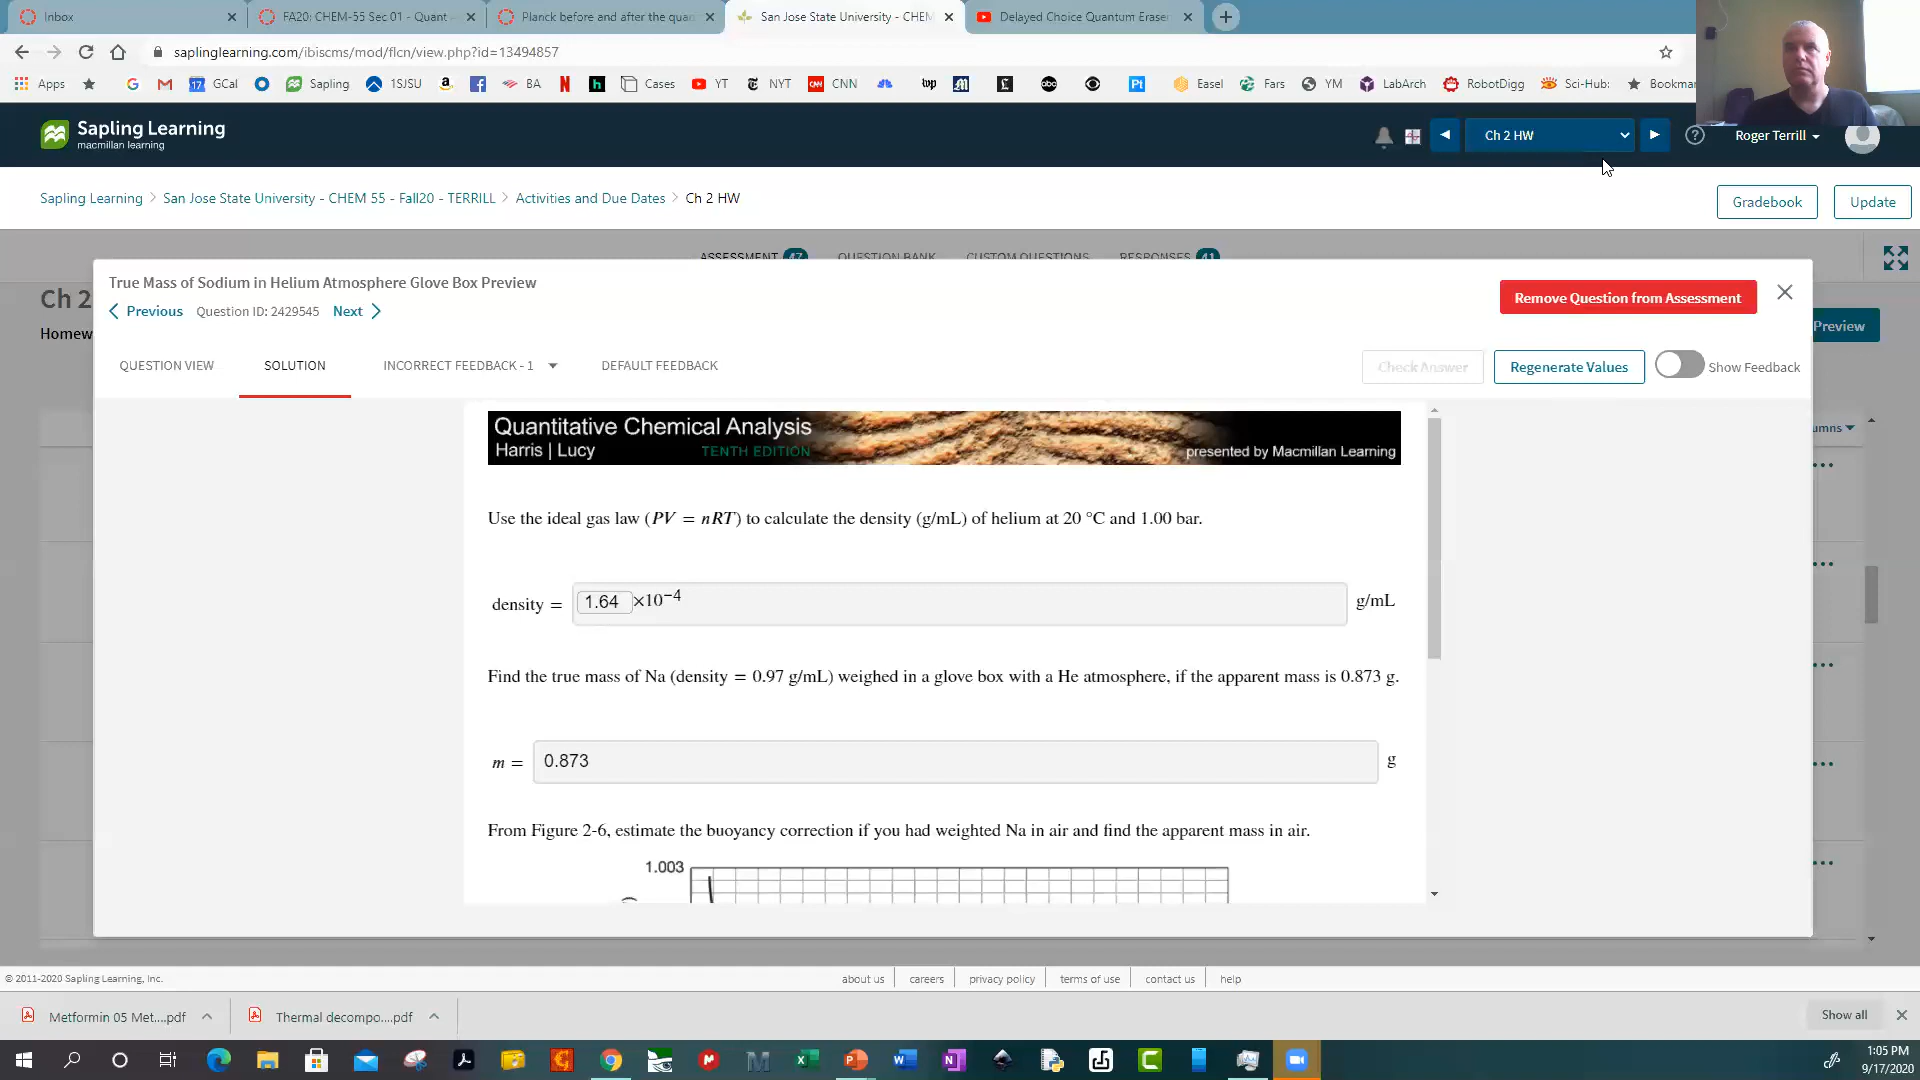 Inbox
FA20: CHEM-55 Sec 01 - Quant
Planck before and after the quan
San Jose State University - CHEM
Delayed Choice Quantum Eraser
saplinglearning.com/ibiscms/mod/flcn/view.php?id=13494857
Apps
GCal
Sapling
1SJSU
BA
Cases
YT
NYT
CNN
Easel
Fars
YM
LabArch
RobotDigg
Sci-Hub:
Bookmar
Sapling Learning
macmillan learning
Ch 2 HW
Roger Terrill
Sapling Learning > San Jose State University - CHEM 55 - Fall20 - TERRILL > Activities and Due Dates > Ch 2 HW
Gradebook
Update
ASSESSMENT 47
QUESTION BANK
CUSTOM QUESTIONS
RESPONSES 41
Ch 2
Homew
Preview
umns
True Mass of Sodium in Helium Atmosphere Glove Box Preview
Previous Question ID: 2429545 Next
Remove Question from Assessment
QUESTION VIEW
SOLUTION
INCORRECT FEEDBACK - 1
DEFAULT FEEDBACK
Check Answer
Regenerate Values
Show Feedback
Quantitative Chemical Analysis
Harris | Lucy TENTH EDITION
presented by Macmillan Learning
Use the ideal gas law (PV = nRT) to calculate the density (g/mL) of helium at 20 °C and 1.00 bar.
density = 1.64 ×10⁻⁴ g/mL
Find the true mass of Na (density = 0.97 g/mL) weighed in a glove box with a He atmosphere, if the apparent mass is 0.873 g.
m = 0.873 g
From Figure 2-6, estimate the buoyancy correction if you had weighted Na in air and find the apparent mass in air.
1.003
© 2011-2020 Sapling Learning, Inc.
about us
careers
privacy policy
terms of use
contact us
help
Metformin 05 Met....pdf
Thermal decompo....pdf
Show all
1:05 PM
9/17/2020